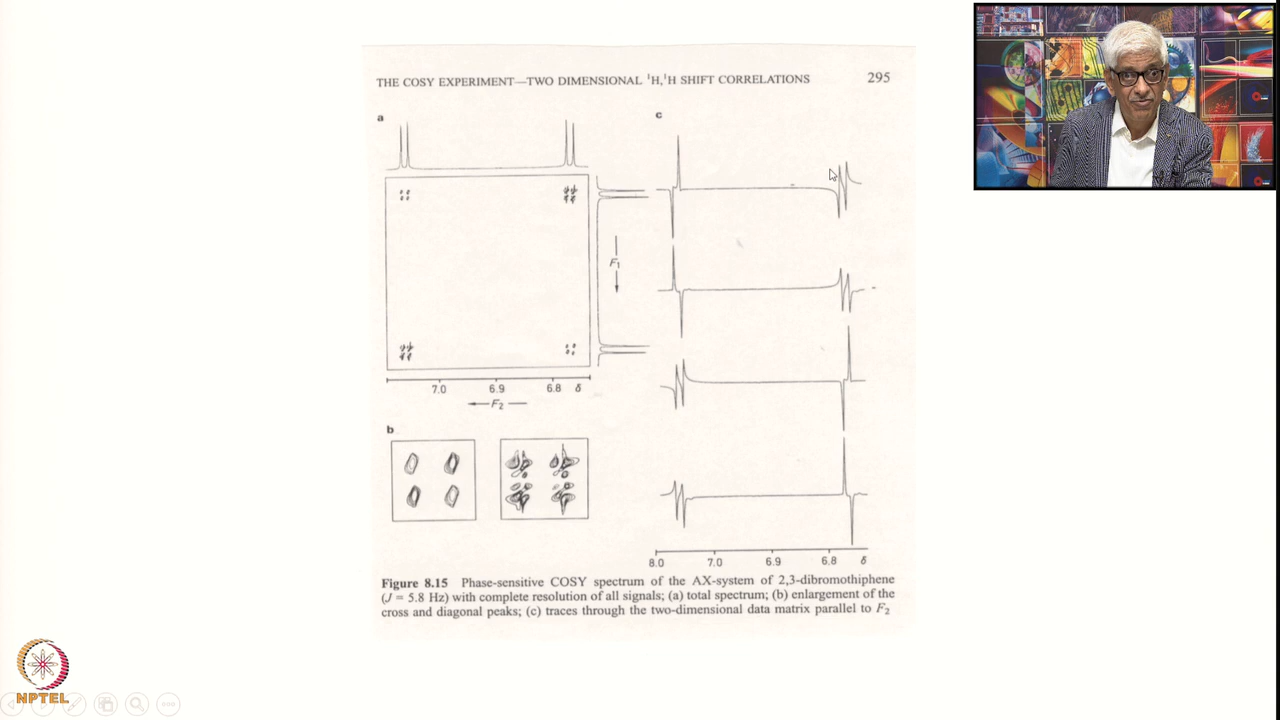 THE COSY EXPERIMENT—TWO DIMENSIONAL ¹H,¹H SHIFT CORRELATIONS 295
a
c
F₁
7.0 6.9 6.8 δ
F₂
b
8.0 7.0 6.9 6.8 δ
Figure 8.15 Phase-sensitive COSY spectrum of the AX-system of 2,3-dibromothiphene
(J = 5.8 Hz) with complete resolution of all signals; (a) total spectrum; (b) enlargement of the
cross and diagonal peaks; (c) traces through the two-dimensional data matrix parallel to F₂
NPTEL